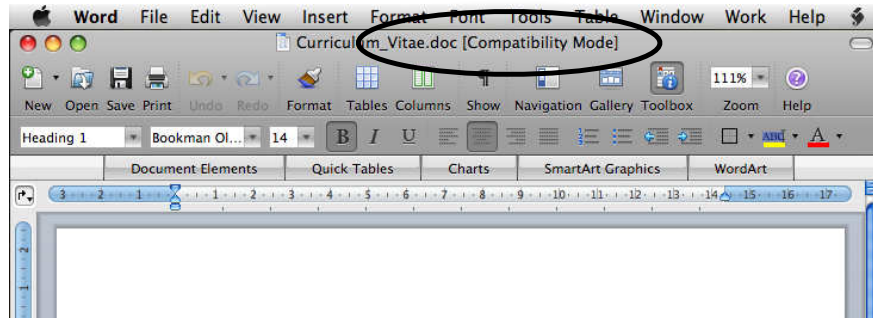 Word File Edit View Insert Format Font Tools Table Window Work Help
Curriculum_Vitae.doc [Compatibility Mode]
111%
New Open Save Print Undo Redo Format Tables Columns Show Navigation Gallery Toolbox Zoom Help
Heading 1 Bookman Ol... 14 B I U ABC A
Document Elements Quick Tables Charts SmartArt Graphics WordArt
3 2 1 1 2 3 4 5 6 7 8 9 10 11 12 13 14 15 16 17
2
1